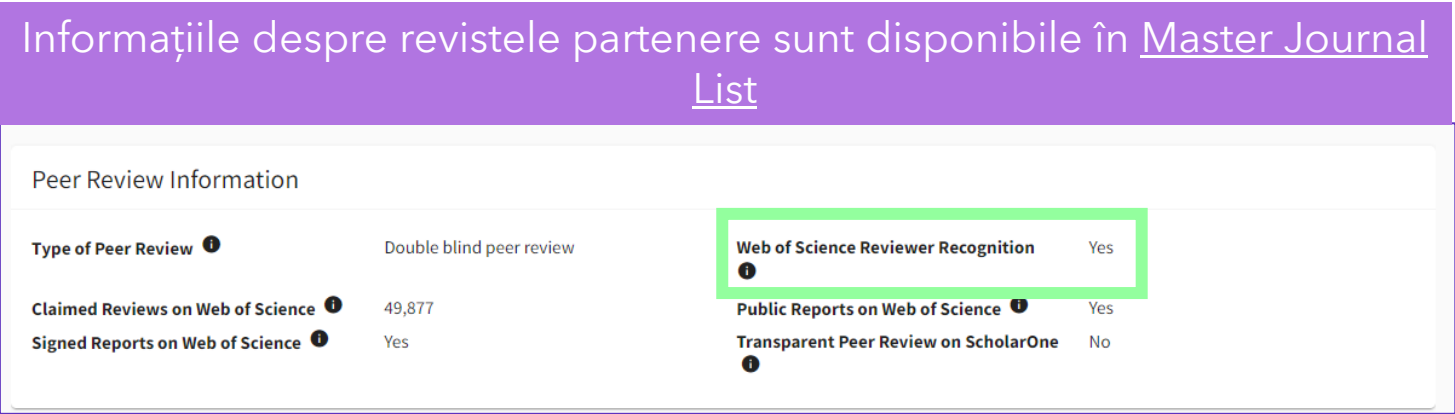 Informațiile despre revistele partenere sunt disponibile în Master Journal
List
Peer Review Information
Type of Peer Review Double blind peer review
Web of Science Reviewer Recognition Yes
Claimed Reviews on Web of Science 49,877
Public Reports on Web of Science Yes
Signed Reports on Web of Science Yes
Transparent Peer Review on ScholarOne No